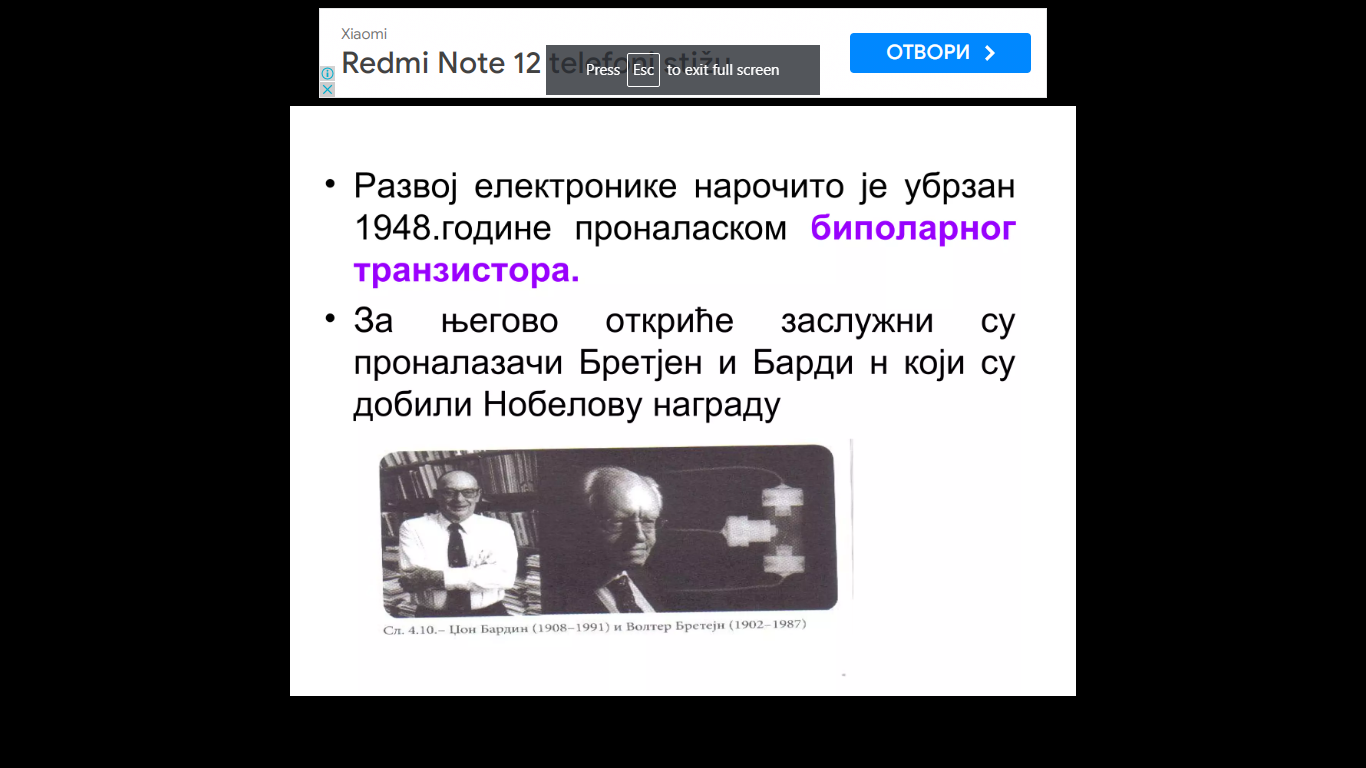 Xiaomi
Redmi Note 12 telefoni stižu
ОТВОРИ
Press Esc to exit full screen
• Развој електронике нарочито је убрзан
1948.године проналаском биполарног
транзистора.
• За његово откриће заслужни су
проналазачи Бретјен и Барди н који су
добили Нобелову награду
Сл. 4.10.– Џон Бардин (1908–1991) и Волтер Бретејн (1902–1987)